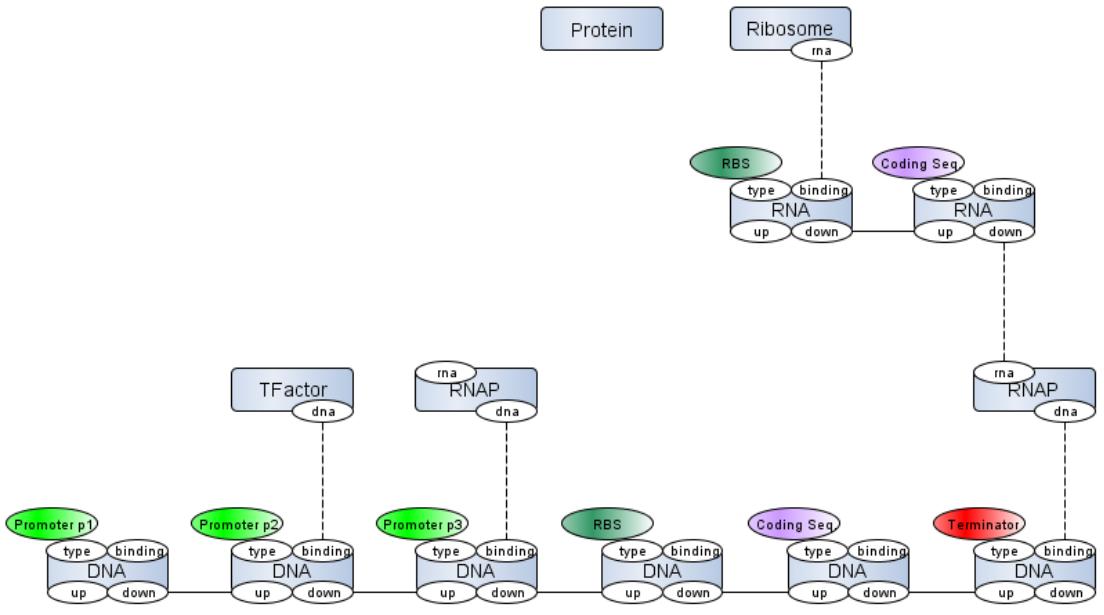 Protein
Ribosome
rna
RBS
Coding Seq.
type binding
type binding
RNA
RNA
up down
up down
rna
rna
TFactor
RNAP
RNAP
dna
dna
dna
Promoter p1
Promoter p2
Promoter p3
RBS
Coding Seq.
Terminator
type binding
type binding
type binding
type binding
type binding
type binding
DNA
DNA
DNA
DNA
DNA
DNA
up down
up down
up down
up down
up down
up down